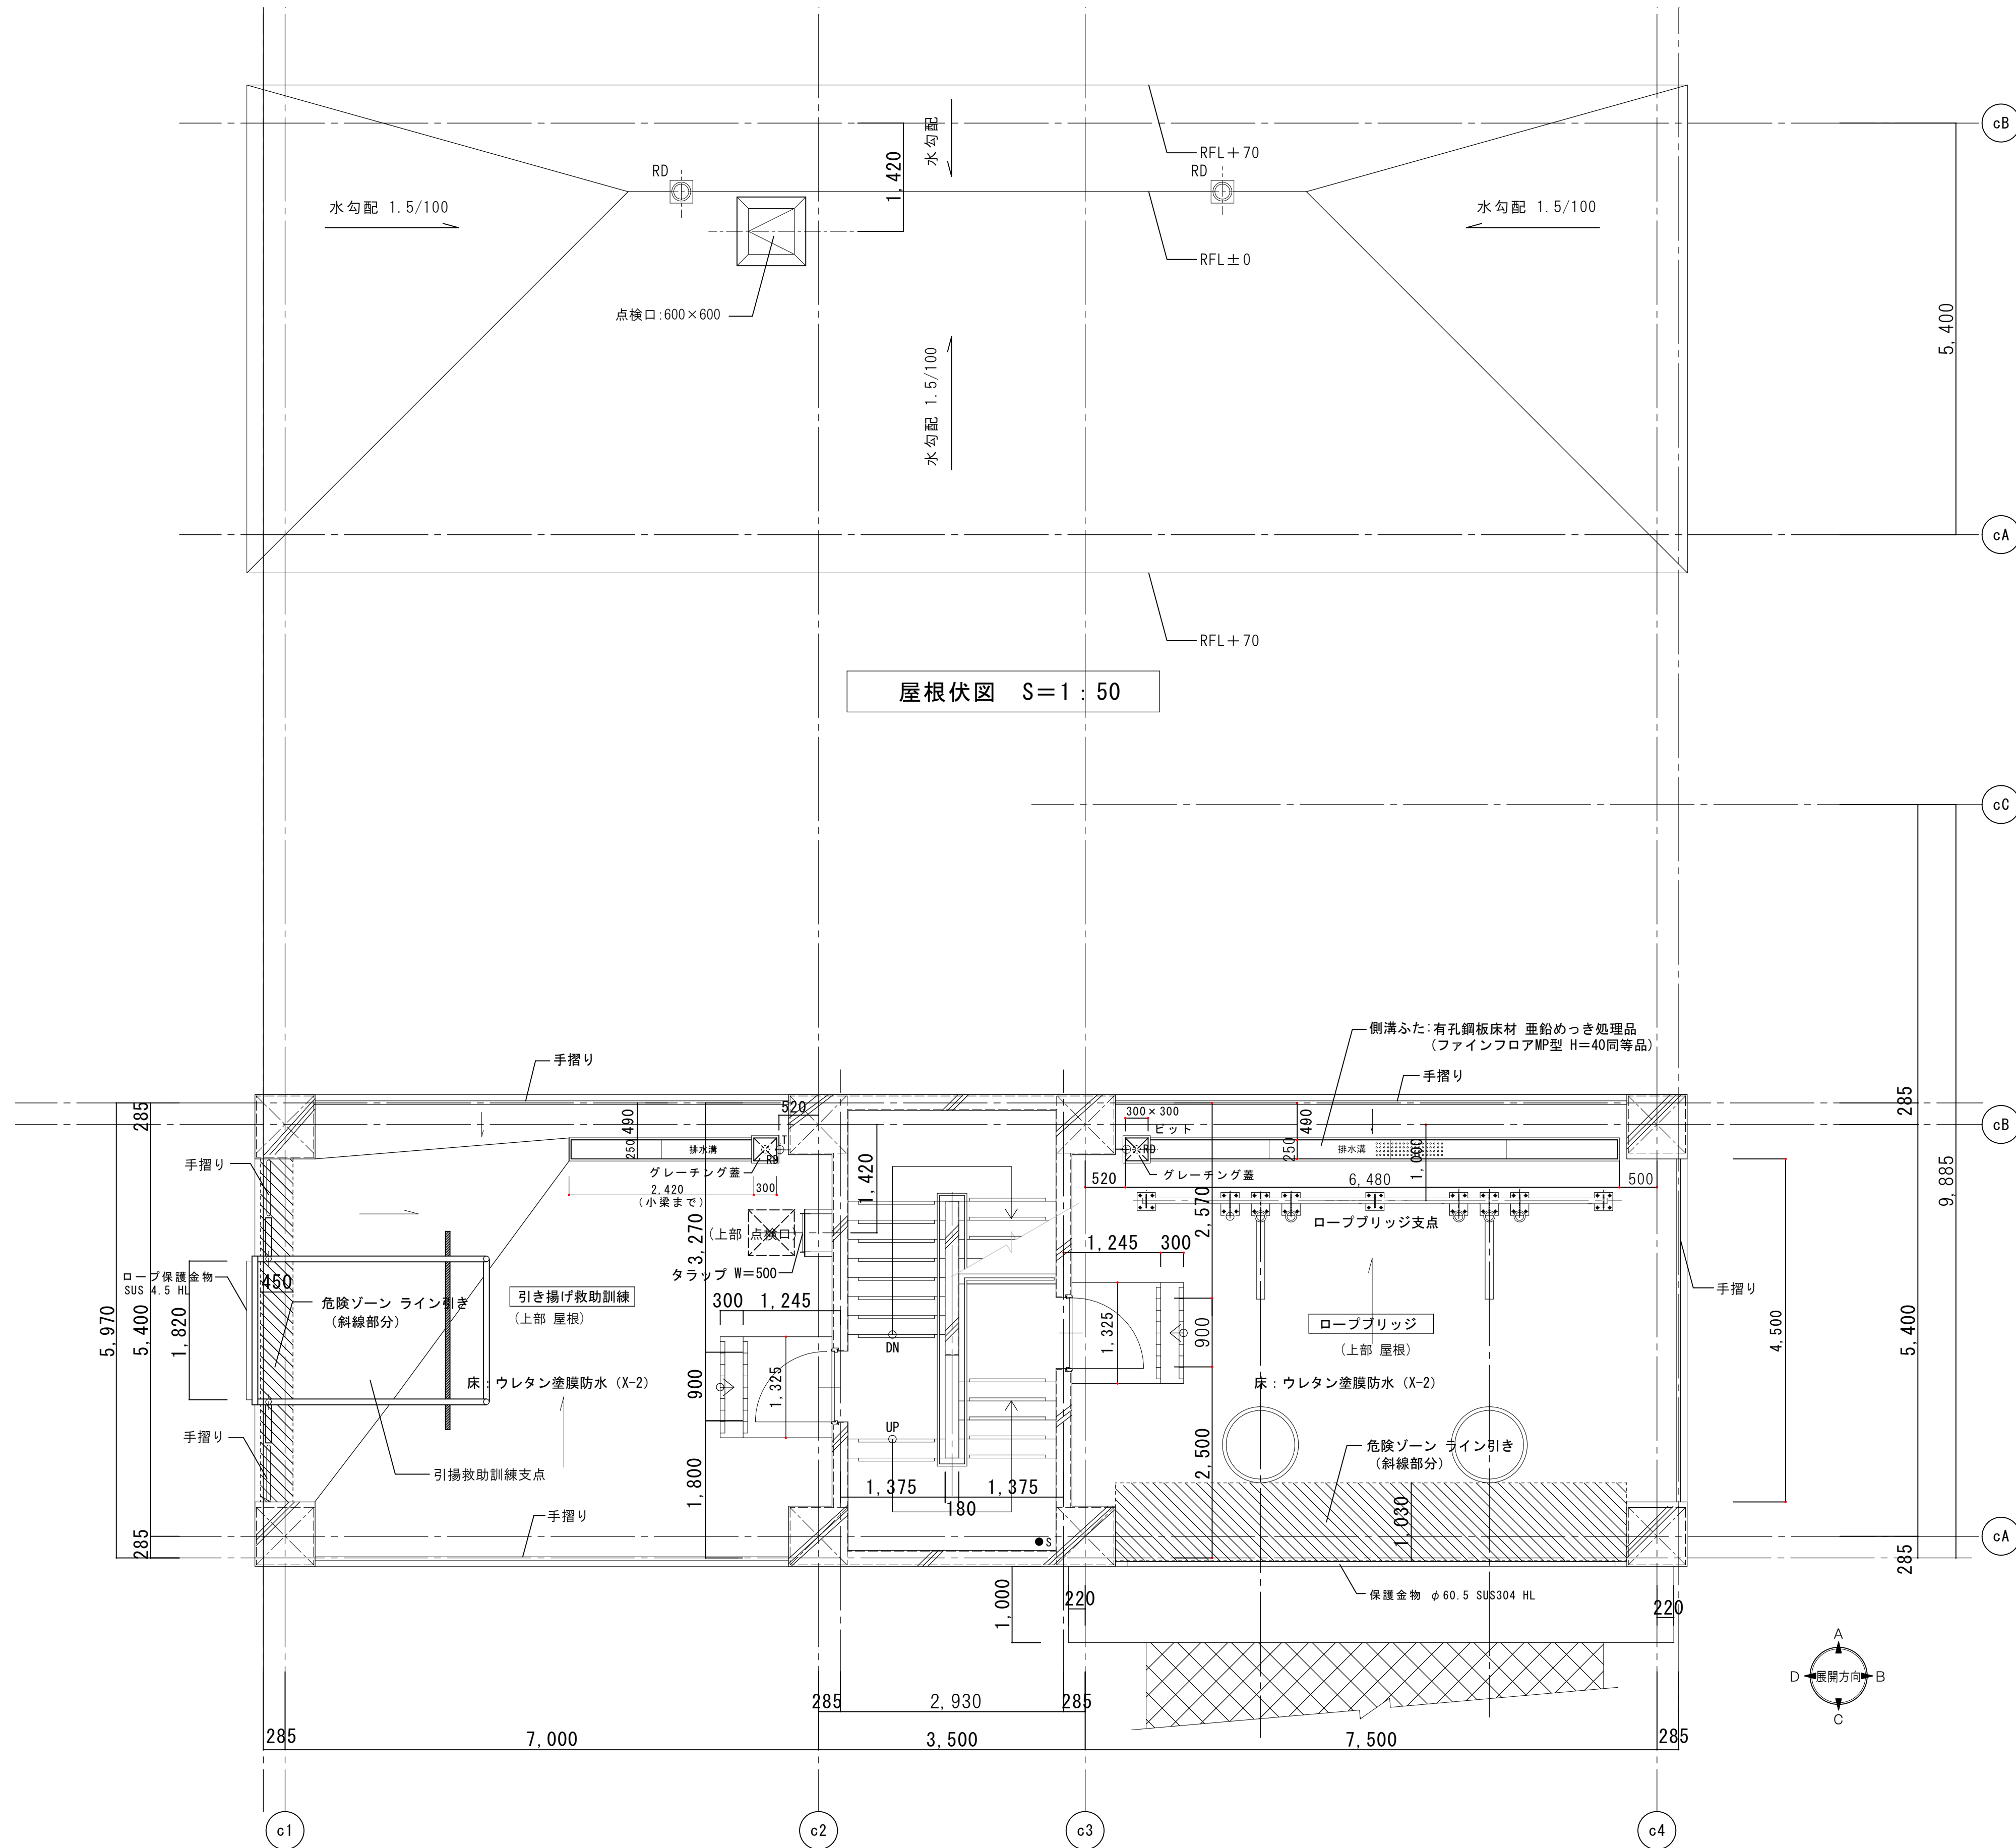 cB
水勾配
RFL＋70
1,420
RD
RD
水勾配 1.5/100
水勾配 1.5/100
RFL±0
点検口:600×600
5,400
水勾配 1.5/100
cA
RFL＋70
屋根伏図　S＝1：50
cC
側溝ふた:有孔鋼板床材 亜鉛めっき処理品
(ファインフロアMP型 H＝40同等品)
手摺り
手摺り
285
490
520
300×300
ピット
490
285
cB
250
排水溝
T
RD
RD
250
排水溝
1,000
手摺り
グレーチング蓋
グレーチング蓋
2,420
(小梁まで)
300
1,420
520
6,480
500
9,885
3,270
(上部 点検口)
2,570
ロープブリッジ支点
タラップ W＝500
1,245
300
ロープ保護金物
SUS 4.5 HL
450
手摺り
危険ゾーン ライン引き
(斜線部分)
引き揚げ救助訓練
(上部 屋根)
300
1,245
5,970
5,400
1,820
DN
1,325
900
ロープブリッジ
(上部 屋根)
4,500
5,400
床：ウレタン塗膜防水 (X-2)
900
1,325
床：ウレタン塗膜防水 (X-2)
手摺り
UP
引揚救助訓練支点
1,800
1,375
1,375
180
2,500
危険ゾーン ライン引き
(斜線部分)
手摺り
1,030
285
S
cA
285
1,000
220
保護金物 φ60.5 SUS304 HL
220
A
D
展開方向
B
C
285
2,930
285
285
7,000
3,500
7,500
285
c1
c2
c3
c4